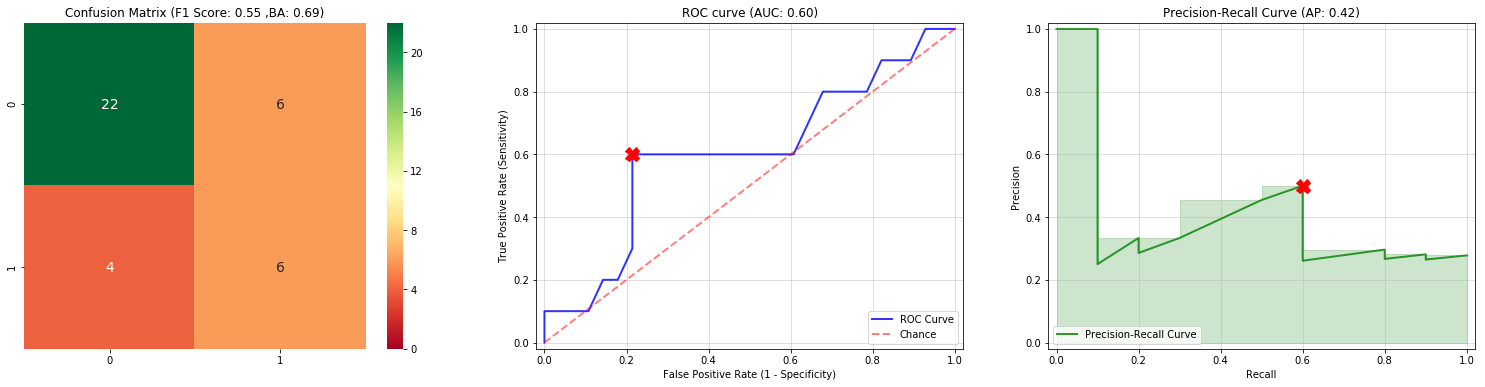 Confusion Matrix (F1 Score: 0.55 ,BA: 0.69)
0
1
22
6
4
6
0
1
20
16
12
8
4
0
ROC curve (AUC: 0.60)
True Positive Rate (Sensitivity)
1.0
0.8
0.6
0.4
0.2
0.0
ROC Curve
Chance
0.0 0.2 0.4 0.6 0.8 1.0
False Positive Rate (1 - Specificity)
Precision-Recall Curve (AP: 0.42)
Precision
1.0
0.8
0.6
0.4
0.2
0.0
Precision-Recall Curve
0.0 0.2 0.4 0.6 0.8 1.0
Recall